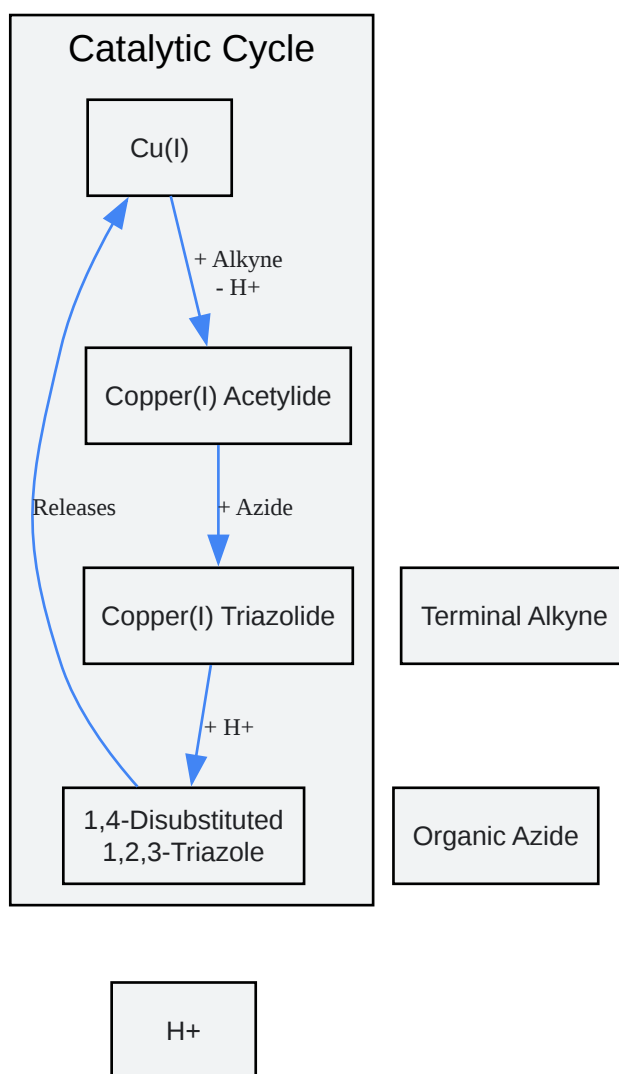 Catalytic Cycle
Cu(I)
+ Alkyne
- H+
Copper(I) Acetylide
Releases
+ Azide
Copper(I) Triazolide
Terminal Alkyne
+ H+
1,4-Disubstituted
1,2,3-Triazole
Organic Azide
H+